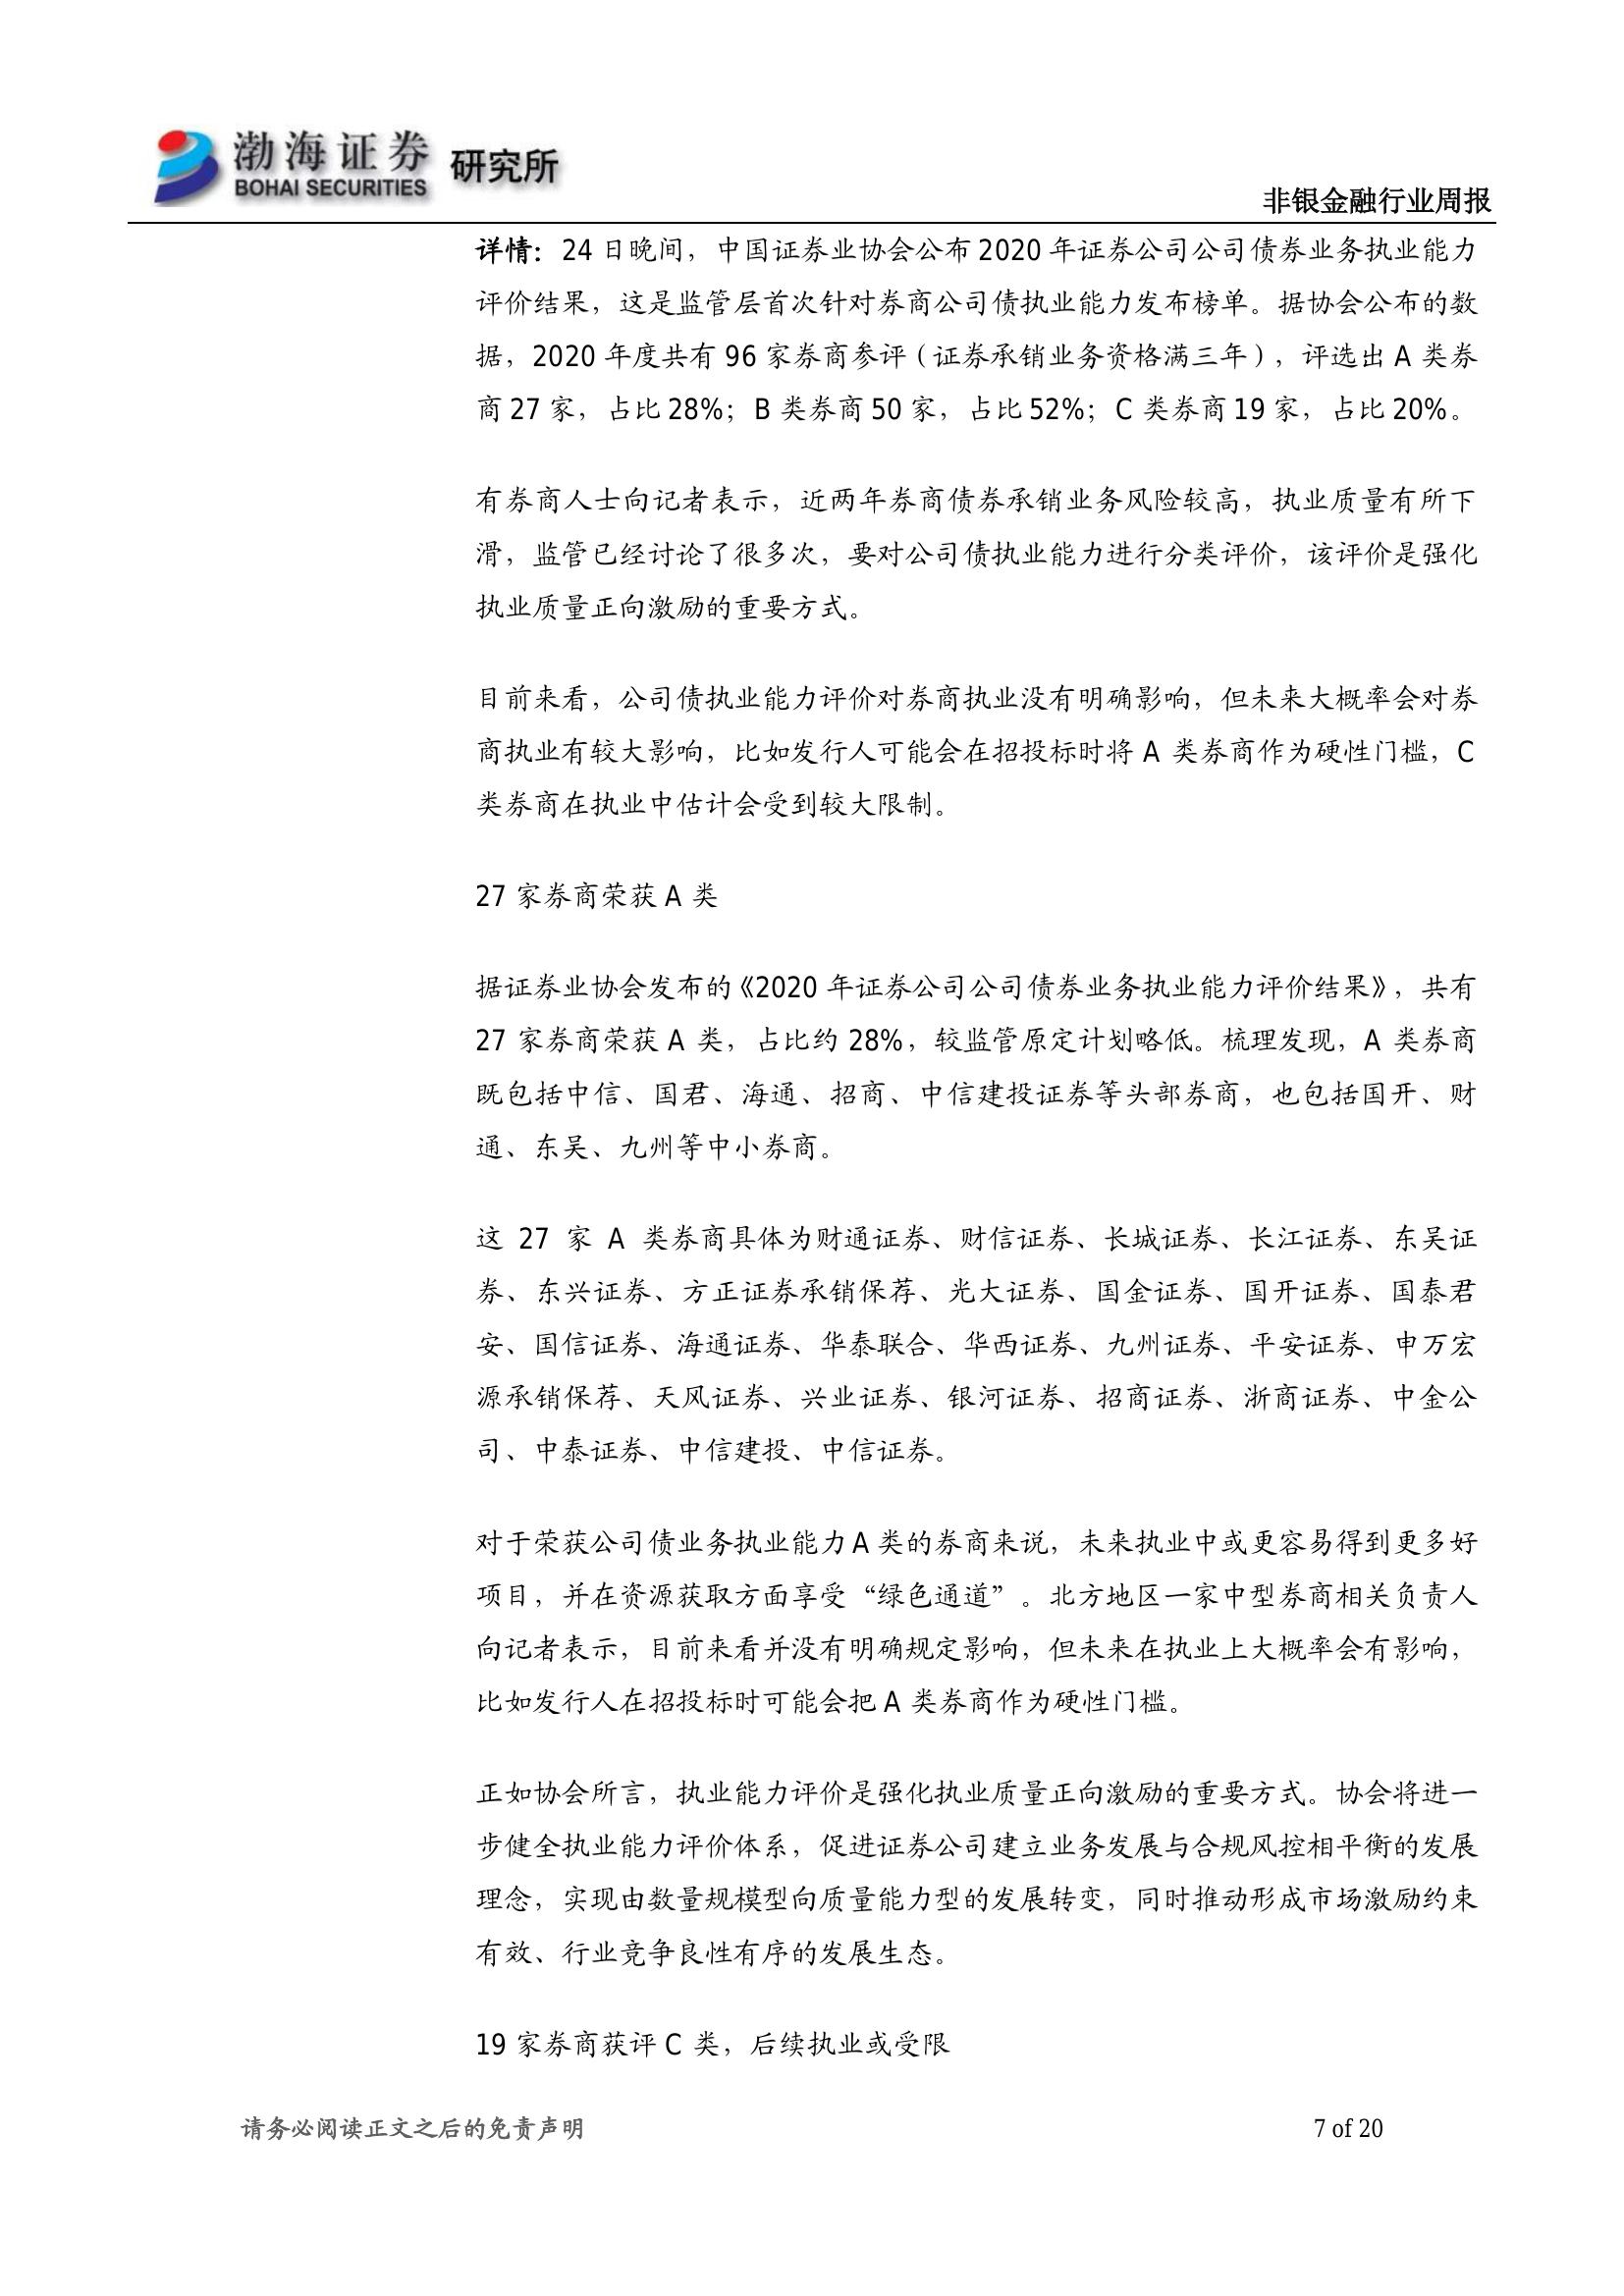 渤海证券 研究所
BOHAI SECURITIES
非银金融行业周报
详情：24 日晚间，中国证券业协会公布 2020 年证券公司公司债券业务执业能力
评价结果，这是监管层首次针对券商公司债执业能力发布榜单。据协会公布的数
据，2020 年度共有 96 家券商参评（证券承销业务资格满三年），评选出 A 类券
商 27 家，占比 28%；B 类券商 50 家，占比 52%；C 类券商 19 家，占比 20%。
有券商人士向记者表示，近两年券商债券承销业务风险较高，执业质量有所下
滑，监管已经讨论了很多次，要对公司债执业能力进行分类评价，该评价是强化
执业质量正向激励的重要方式。
目前来看，公司债执业能力评价对券商执业没有明确影响，但未来大概率会对券
商执业有较大影响，比如发行人可能会在招投标时将 A 类券商作为硬性门槛，C
类券商在执业中估计会受到较大限制。
27 家券商荣获 A 类
据证券业协会发布的《2020 年证券公司公司债券业务执业能力评价结果》，共有
27 家券商荣获 A 类，占比约 28%，较监管原定计划略低。梳理发现，A 类券商
既包括中信、国君、海通、招商、中信建投证券等头部券商，也包括国开、财
通、东吴、九州等中小券商。
这 27 家 A 类券商具体为财通证券、财信证券、长城证券、长江证券、东吴证
券、东兴证券、方正证券承销保荐、光大证券、国金证券、国开证券、国泰君
安、国信证券、海通证券、华泰联合、华西证券、九州证券、平安证券、申万宏
源承销保荐、天风证券、兴业证券、银河证券、招商证券、浙商证券、中金公
司、中泰证券、中信建投、中信证券。
对于荣获公司债业务执业能力 A 类的券商来说，未来执业中或更容易得到更多好
项目，并在资源获取方面享受“绿色通道”。北方地区一家中型券商相关负责人
向记者表示，目前来看并没有明确规定影响，但未来在执业上大概率会有影响，
比如发行人在招投标时可能会把 A 类券商作为硬性门槛。
正如协会所言，执业能力评价是强化执业质量正向激励的重要方式。协会将进一
步健全执业能力评价体系，促进证券公司建立业务发展与合规风控相平衡的发展
理念，实现由数量规模型向质量能力型的发展转变，同时推动形成市场激励约束
有效、行业竞争良性有序的发展生态。
19 家券商获评 C 类，后续执业或受限
请务必阅读正文之后的免责声明
7 of 20